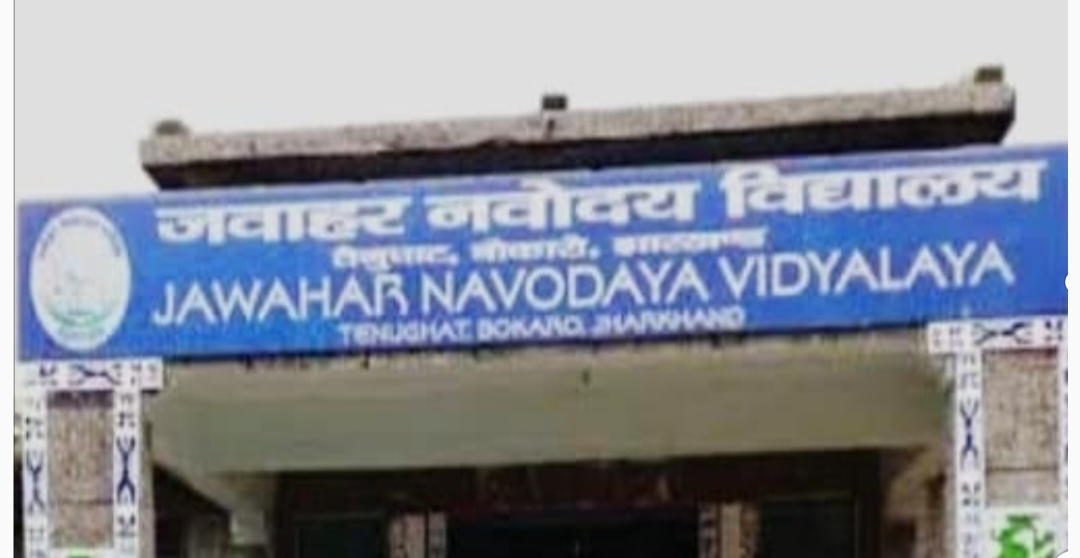 जवाहर नवोदय विद्यालय
तेनुघाट, बोकारो, झारखण्ड
JAWAHAR NAVODAYA VIDYALAYA
TENUGHAT, BOKARO, JHARKHAND